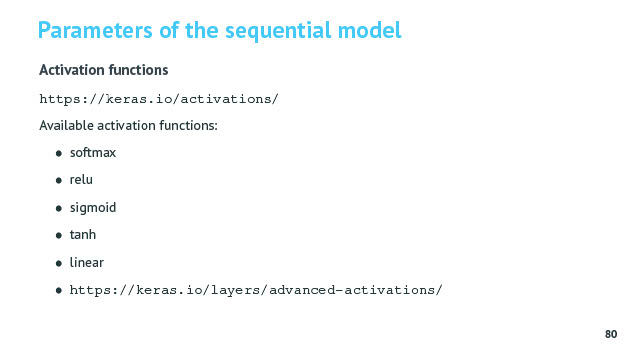 Parameters of the sequential model
Activation functions
https://keras.io/activations/
Available activation functions:
• softmax
• relu
• sigmoid
• tanh
• linear
• https://keras.io/layers/advanced-activations/
80